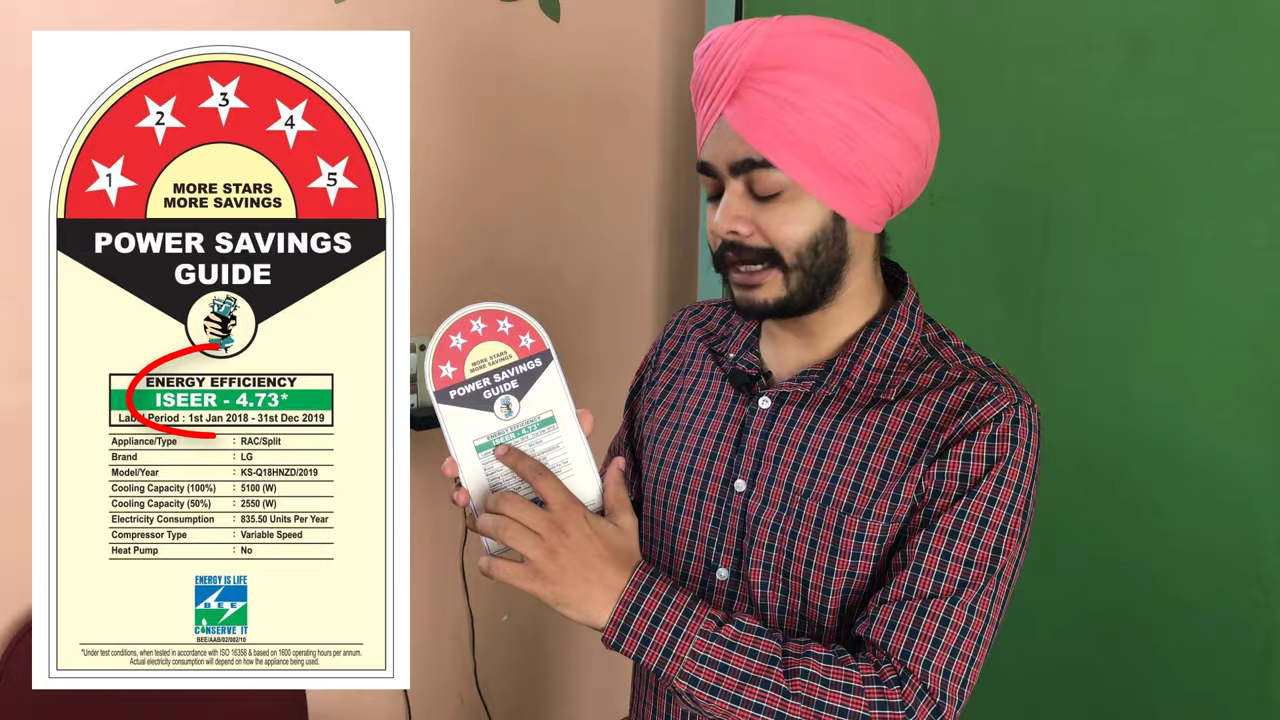 1
2
3
4
5
MORE STARS
MORE SAVINGS
POWER SAVINGS
GUIDE
ENERGY EFFICIENCY
ISEER - 4.73*
Label Period : 1st Jan 2018 - 31st Dec 2019
Appliance/Type : RAC/Split
Brand : LG
Model/Year : KS-Q18HNZD/2019
Cooling Capacity (100%) : 5100 (W)
Cooling Capacity (50%) : 2550 (W)
Electricity Consumption : 835.50 Units Per Year
Compressor Type : Variable Speed
Heat Pump : No
ENERGY IS LIFE
BEE
CONSERVE IT
BEE/AAB/02/002/10
*Under test conditions, when tested in accordance with ISO 16358 & based on 1600 operating hours per annum.
Actual electricity consumption will depend on how the appliance being used.
MORE STARS
MORE SAVINGS
POWER SAVINGS
GUIDE
ENERGY EFFICIENCY
ISEER - 4.73*